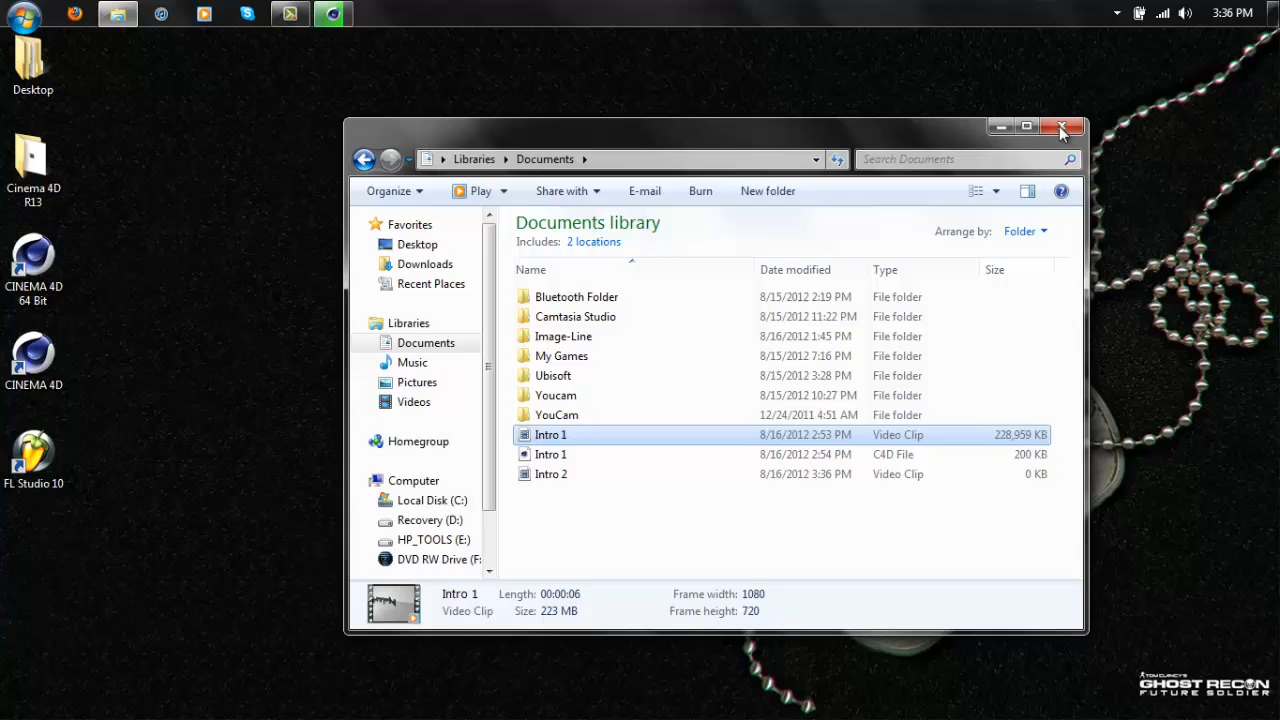 3:36 PM
Desktop
Cinema 4D
R13
CINEMA 4D
64 Bit
CINEMA 4D
FL Studio 10
Libraries Documents
Search Documents
Organize Play Share with E-mail Burn New folder
Favorites
Desktop
Downloads
Recent Places
Libraries
Documents
Music
Pictures
Videos
Homegroup
Computer
Local Disk (C:)
Recovery (D:)
HP_TOOLS (E:)
DVD RW Drive (F:
Documents library
Includes: 2 locations
Arrange by: Folder
Name Date modified Type Size
Bluetooth Folder 8/15/2012 2:19 PM File folder
Camtasia Studio 8/15/2012 11:22 PM File folder
Image-Line 8/16/2012 1:45 PM File folder
My Games 8/15/2012 7:16 PM File folder
Ubisoft 8/15/2012 3:28 PM File folder
Youcam 8/15/2012 10:27 PM File folder
YouCam 12/24/2011 4:51 AM File folder
Intro 1 8/16/2012 2:53 PM Video Clip 228,959 KB
Intro 1 8/16/2012 2:54 PM C4D File 200 KB
Intro 2 8/16/2012 3:36 PM Video Clip 0 KB
Intro 1 Length: 00:00:06 Frame width: 1080
Video Clip Size: 223 MB Frame height: 720
TOM CLANCY'S
GHOST RECON
FUTURE SOLDIER